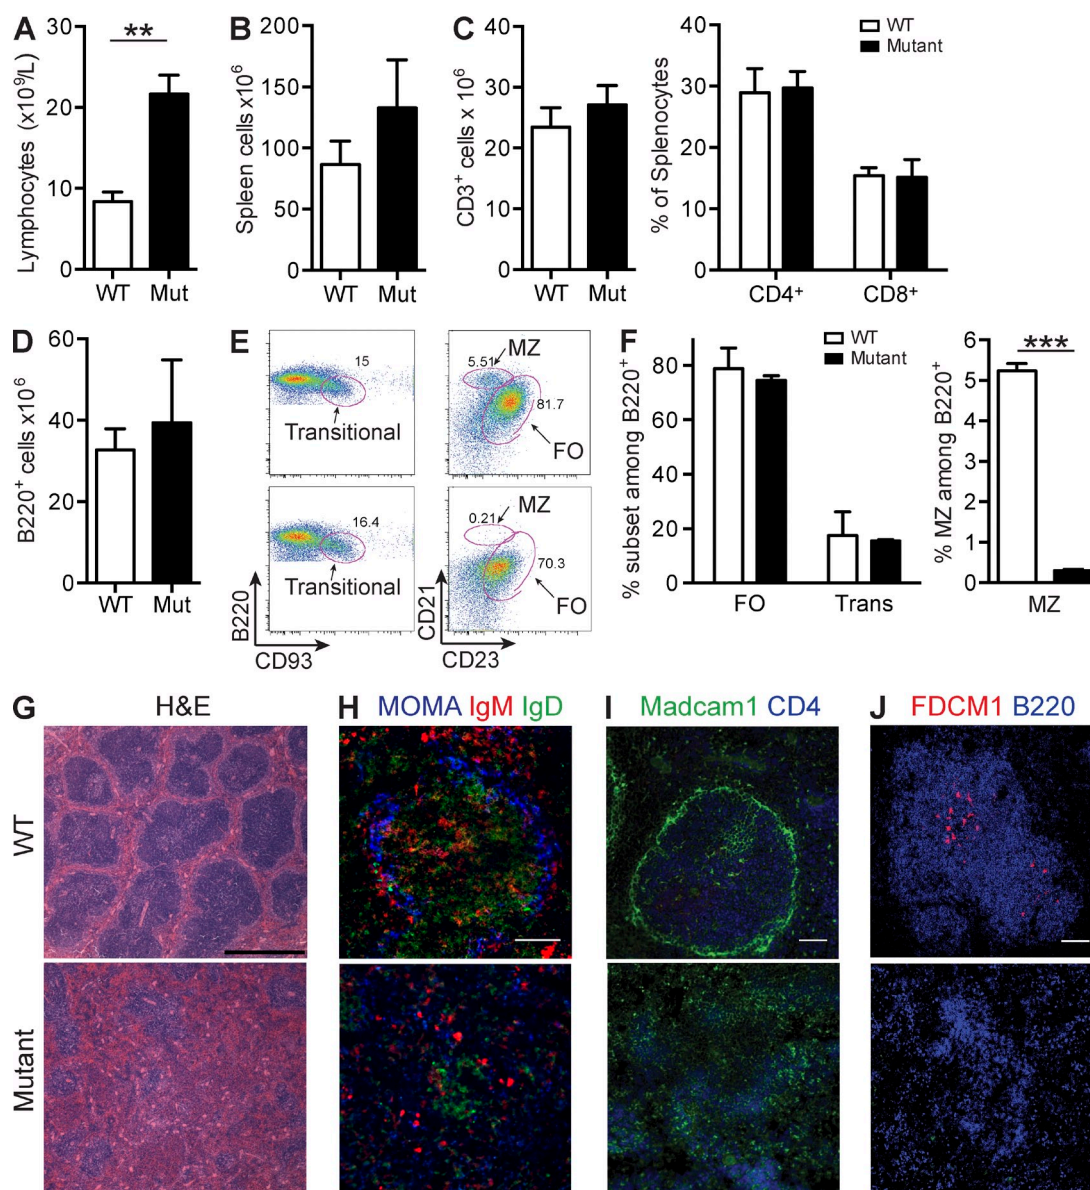 A
Lymphocytes (x10⁹/L)
30
20
10
0
**
WT
Mut
B
Spleen cells x10⁶
200
150
100
50
0
WT
Mut
C
CD3⁺ cells x 10⁶
40
30
20
10
0
WT
Mut
% of Splenocytes
40
30
20
10
0
WT
Mutant
CD4⁺
CD8⁺
D
B220⁺ cells x10⁶
60
40
20
0
WT
Mut
E
15
Transitional
5.51
MZ
81.7
FO
16.4
Transitional
0.21
MZ
70.3
FO
B220
CD93
CD21
CD23
F
% subset among B220⁺
80
60
40
20
0
WT
Mutant
FO
Trans
% MZ among B220⁺
6
5
4
3
2
1
0
***
MZ
G
H&E
H
MOMA IgM IgD
I
Madcam1 CD4
J
FDCM1 B220
WT
Mutant